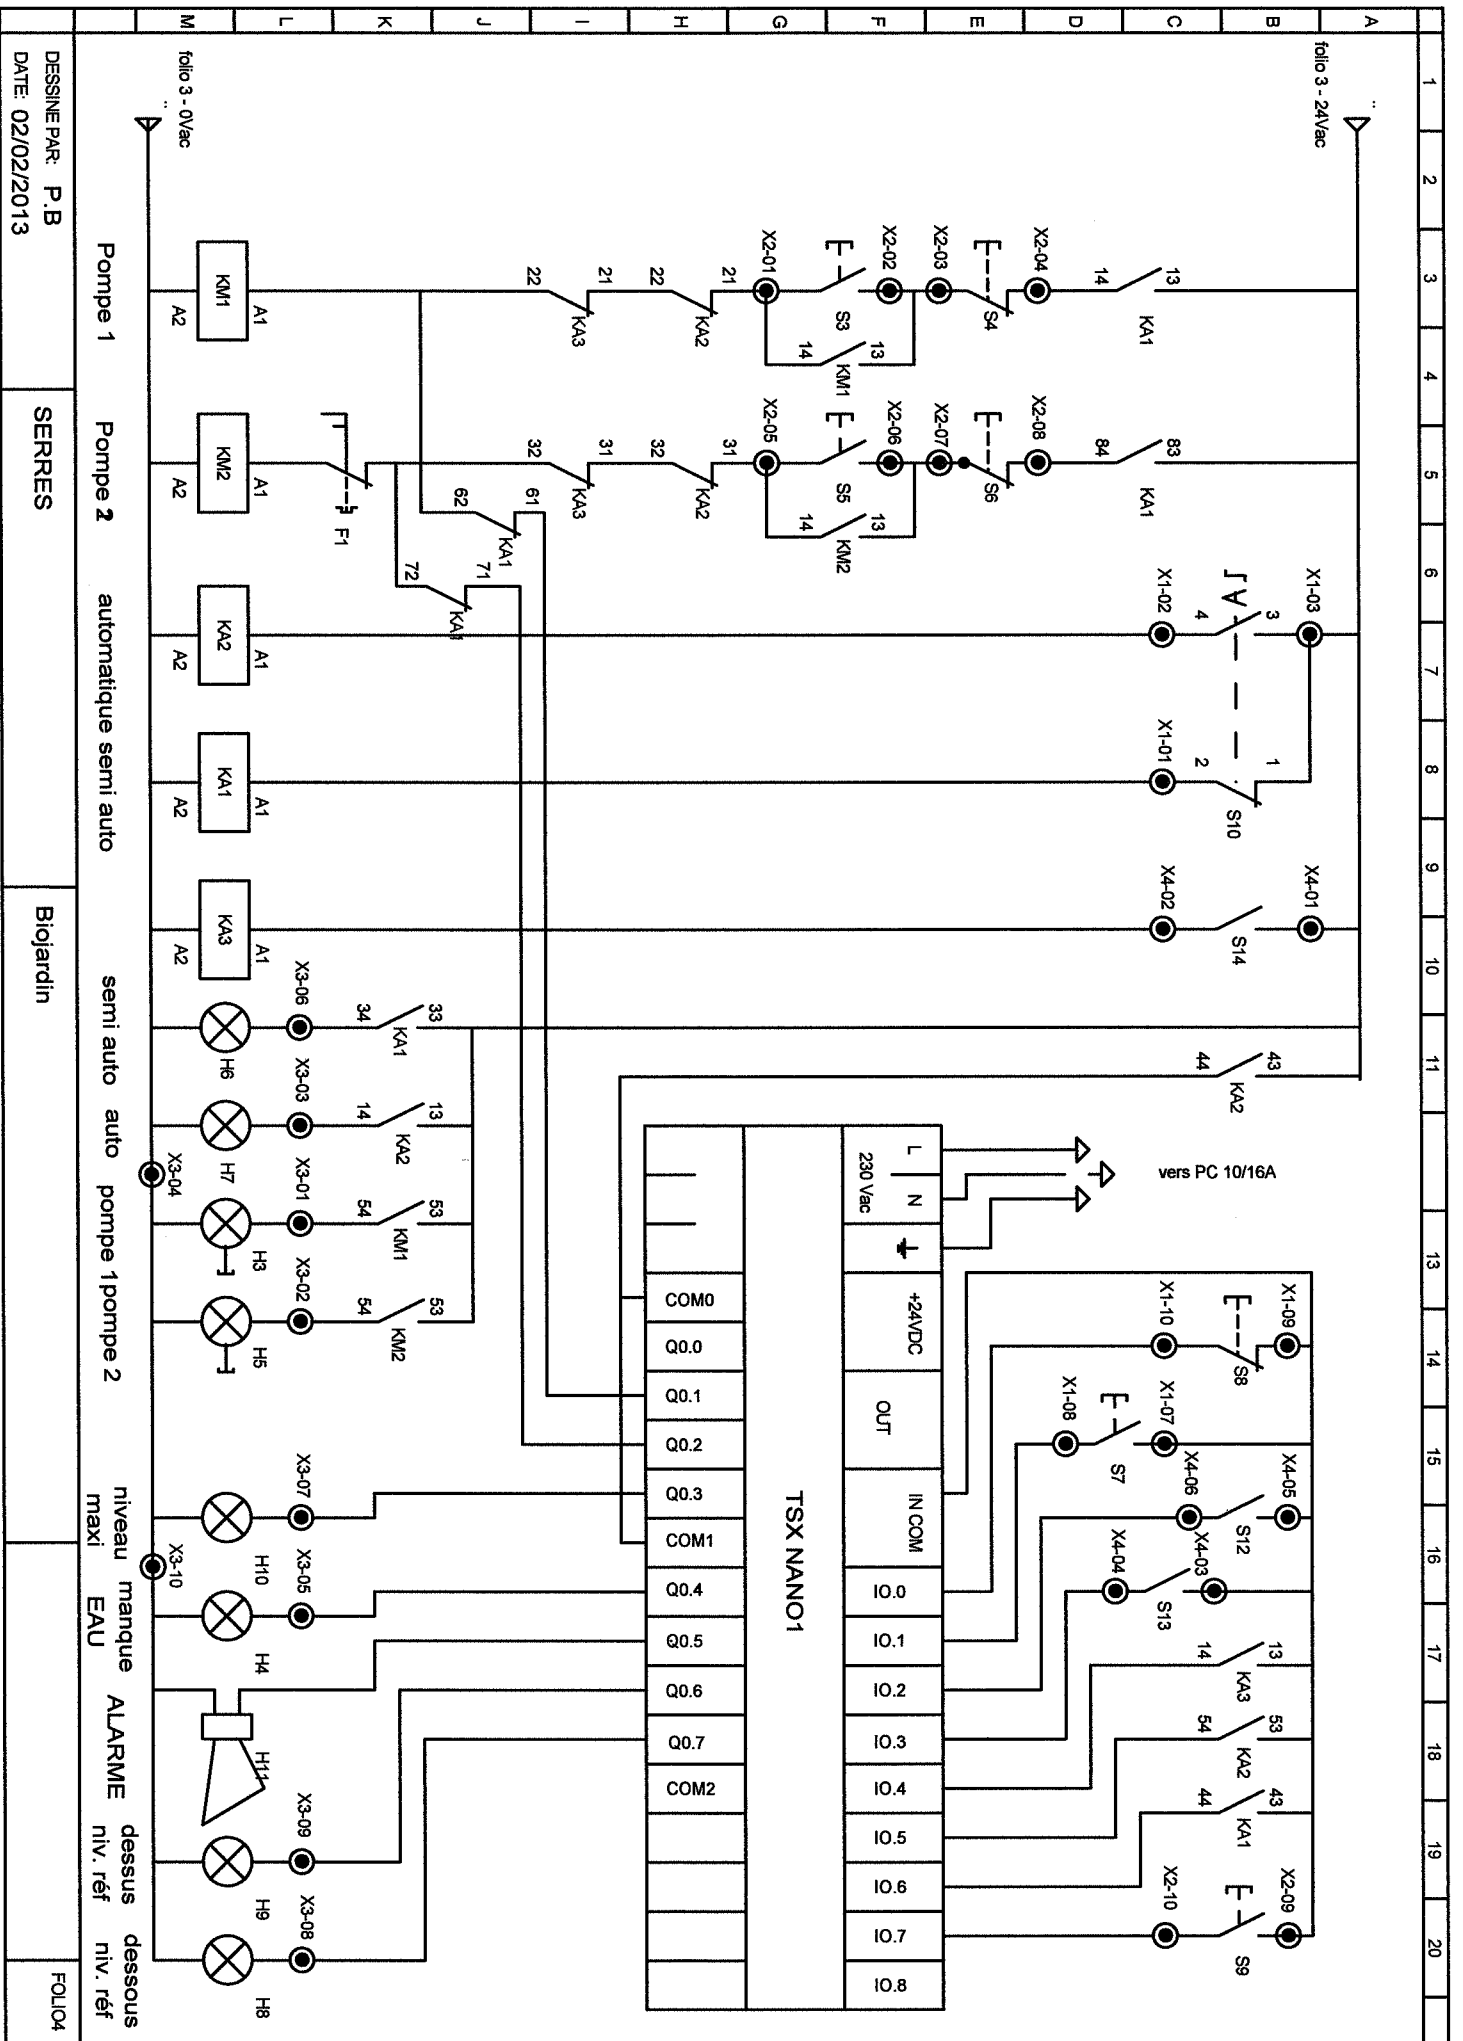 1 2 3 4 5 6 7 8 9 10 11 13 14 15 16 17 18 19 20
A B C D E F G H I J K L M
folio 3 - 24Vac
folio 3 - 0Vac
13 KA1 14
X2-04
S4
X2-03
X2-02
S3
13 KM1 14
X2-01
21 KA2 22
21 KA3 22
A1 KM1 A2
Pompe 1
83 KA1 84
X2-08
S6
X2-07
X2-06
S5
13 KM2 14
X2-05
31 KA2 32
31 KA3 32
61 KA1 62
71 KA1 72
F1
A1 KM2 A2
Pompe 2
X1-03
3 4
X1-02
1 2
S10
X1-01
A1 KA2 A2
A1 KA1 A2
automatique semi auto
X4-01
S14
X4-02
A1 KA3 A2
33 KA1 34
X3-06
H6
semi auto
13 KA2 14
X3-03
H7
auto
X3-04
53 KM1 54
X3-01
H3
pompe 1
53 KM2 54
X3-02
H5
pompe 2
43 KA2 44
vers PC 10/16A
L N
230 Vac
+24VDC
OUT
IN COM
IO.0
IO.1
IO.2
IO.3
IO.4
IO.5
IO.6
IO.7
IO.8
TSX NANO1
COM0
Q0.0
Q0.1
Q0.2
Q0.3
COM1
Q0.4
Q0.5
Q0.6
Q0.7
COM2
X1-09
S8
X1-10
X1-07
S7
X1-08
X4-05
S12
X4-06
X4-03
S13
X4-04
13 KA3 14
53 KA2 54
43 KA1 44
X2-09
S9
X2-10
X3-07
H10
niveau
maxi
X3-10
X3-05
H4
manque
EAU
H11
ALARME
X3-09
H9
dessus
niv. réf
X3-08
H8
dessous
niv. réf
DESSINE PAR: P.B
DATE: 02/02/2013
SERRES
Biojardin
FOLIO4